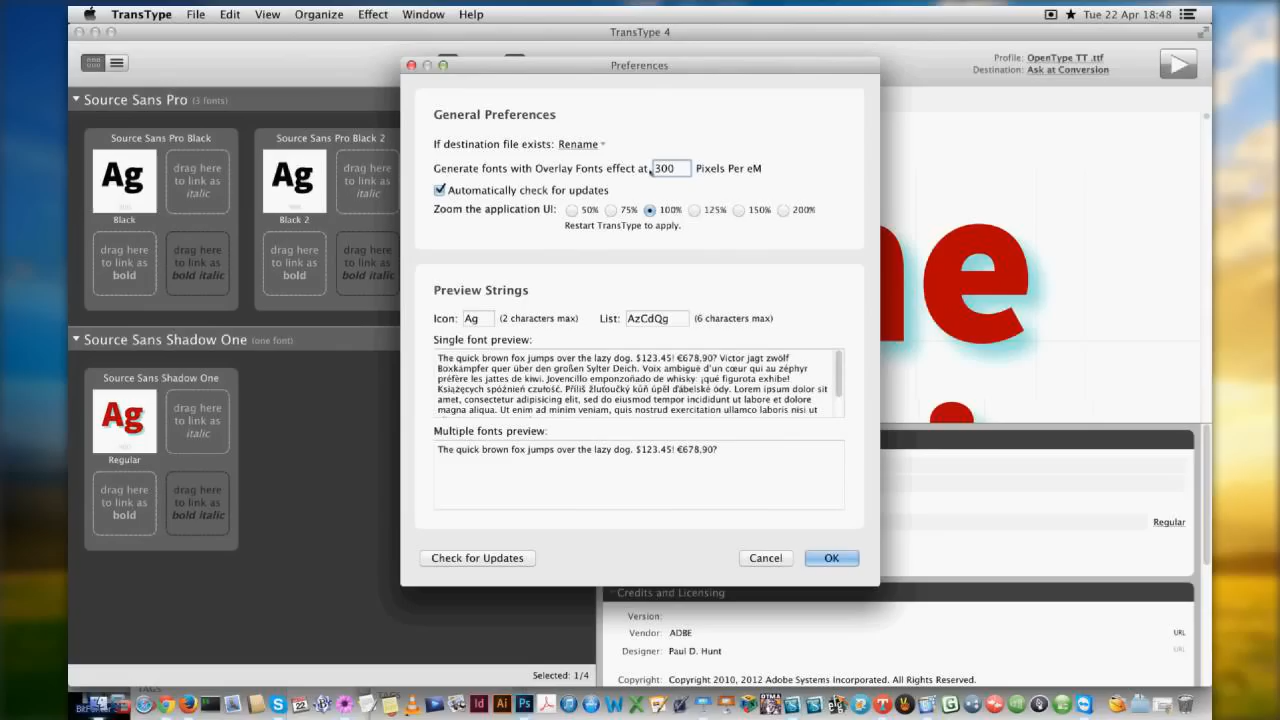 TransType File Edit View Organize Effect Window Help
Tue 22 Apr 18:48
TransType 4
Profile: OpenType TT .ttf
Destination: Ask at Conversion
Source Sans Pro (3 fonts)
Source Sans Pro Black
Ag
Black
drag here to link as italic
drag here to link as bold
drag here to link as bold italic
Source Sans Pro Black 2
Ag
Black 2
drag here to link as italic
drag here to link as bold
drag here to link as bold italic
Source Sans Shadow One (one font)
Source Sans Shadow One
Ag
Regular
drag here to link as italic
drag here to link as bold
drag here to link as bold italic
Selected: 1/4
Preferences
General Preferences
If destination file exists: Rename
Generate fonts with Overlay Fonts effect at 300 Pixels Per eM
Automatically check for updates
Zoom the application UI: 50% 75% 100% 125% 150% 200%
Restart TransType to apply.
Preview Strings
Icon: Ag (2 characters max) List: AzCdQg (6 characters max)
Single font preview:
The quick brown fox jumps over the lazy dog. $123.45! €678,90? Victor jagt zwölf
Boxkämpfer quer über den großen Sylter Deich. Voix ambiguë d’un cœur qui au zéphyr
préfère les jattes de kiwi. Jovencillo emponzoñado de whisky: ¡qué figurota exhibe!
Książęcych późnień czułość. Příliš žluťoučký kůň úpěl ďábelské ódy. Lorem ipsum dolor sit
amet, consectetur adipisicing elit, sed do eiusmod tempor incididunt ut labore et dolore
magna aliqua. Ut enim ad minim veniam, quis nostrud exercitation ullamco laboris nisi ut
Multiple fonts preview:
The quick brown fox jumps over the lazy dog. $123.45! €678,90?
Check for Updates Cancel OK
ne
Regular
Credits and Licensing
Version:
Vendor: ADBE URL
Designer: Paul D. Hunt URL
Copyright: Copyright 2010, 2012 Adobe Systems Incorporated. All Rights Reserved.
TAGS
TAGS
Id Ai Ps